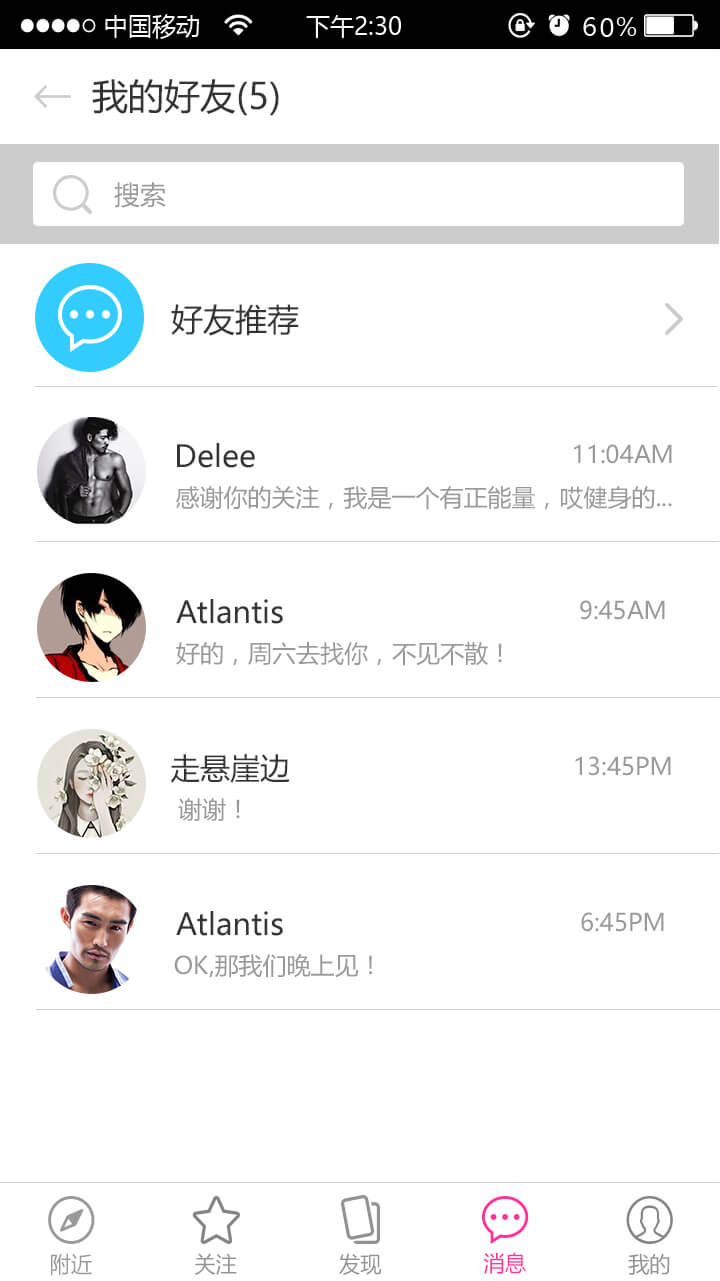 中国移动 下午2:30 60%
我的好友(5)
搜索
好友推荐
Delee 11:04AM
感谢你的关注，我是一个有正能量，哎健身的...
Atlantis 9:45AM
好的，周六去找你，不见不散！
走悬崖边 13:45PM
谢谢！
Atlantis 6:45PM
OK,那我们晚上见！
附近 关注 发现 消息 我的